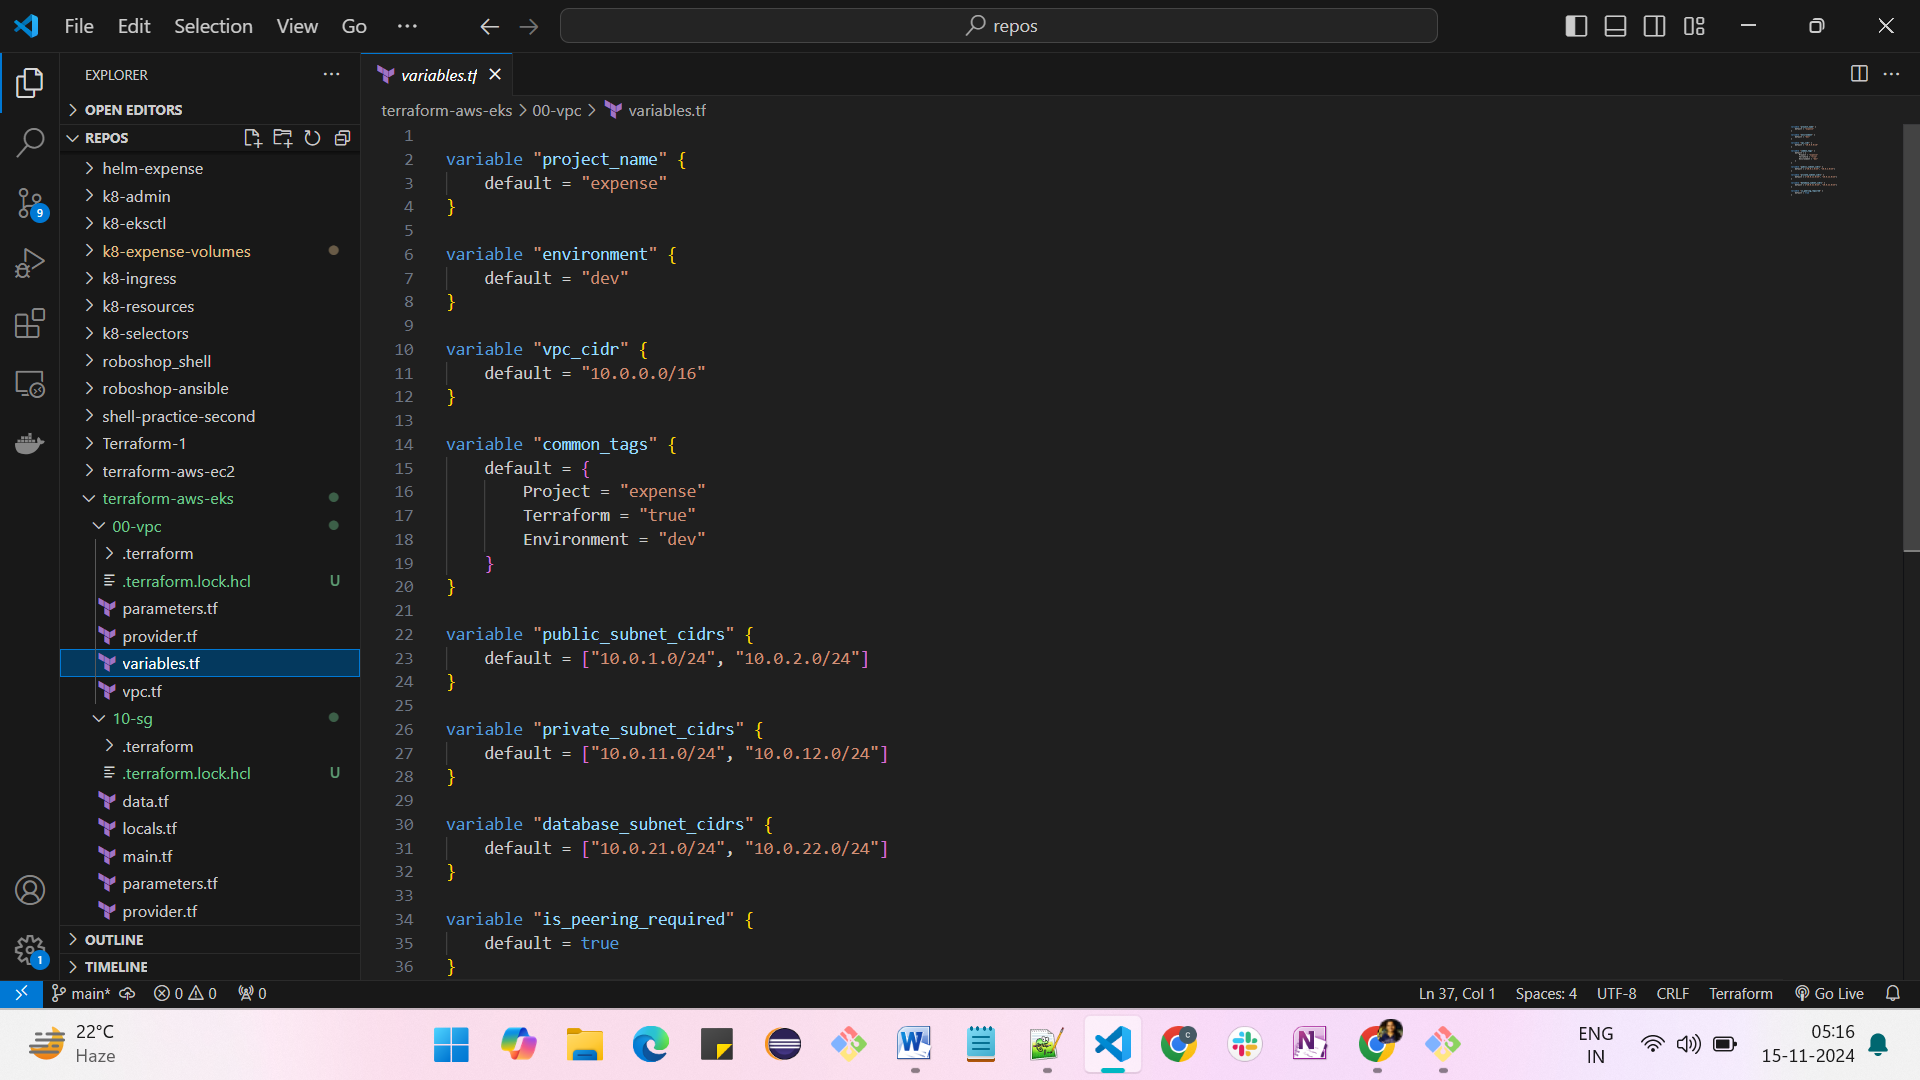 File Edit Selection View Go ···
repos
EXPLORER
variables.tf
OPEN EDITORS
REPOS
terraform-aws-eks > 00-vpc > variables.tf
helm-expense
k8-admin
k8-eksctl
k8-expense-volumes
k8-ingress
k8-resources
k8-selectors
roboshop_shell
roboshop-ansible
shell-practice-second
Terraform-1
terraform-aws-ec2
terraform-aws-eks
00-vpc
.terraform
.terraform.lock.hcl U
parameters.tf
provider.tf
variables.tf
vpc.tf
10-sg
.terraform
.terraform.lock.hcl U
data.tf
locals.tf
main.tf
parameters.tf
provider.tf
OUTLINE
TIMELINE
9
1
1
2 variable "project_name" {
3     default = "expense"
4 }
5
6 variable "environment" {
7     default = "dev"
8 }
9
10 variable "vpc_cidr" {
11     default = "10.0.0.0/16"
12 }
13
14 variable "common_tags" {
15     default = {
16         Project = "expense"
17         Terraform = "true"
18         Environment = "dev"
19     }
20 }
21
22 variable "public_subnet_cidrs" {
23     default = ["10.0.1.0/24", "10.0.2.0/24"]
24 }
25
26 variable "private_subnet_cidrs" {
27     default = ["10.0.11.0/24", "10.0.12.0/24"]
28 }
29
30 variable "database_subnet_cidrs" {
31     default = ["10.0.21.0/24", "10.0.22.0/24"]
32 }
33
34 variable "is_peering_required" {
35     default = true
36 }
main* 0 0 0 Ln 37, Col 1 Spaces: 4 UTF-8 CRLF Terraform Go Live
22°C
Haze
ENG
IN
05:16
15-11-2024